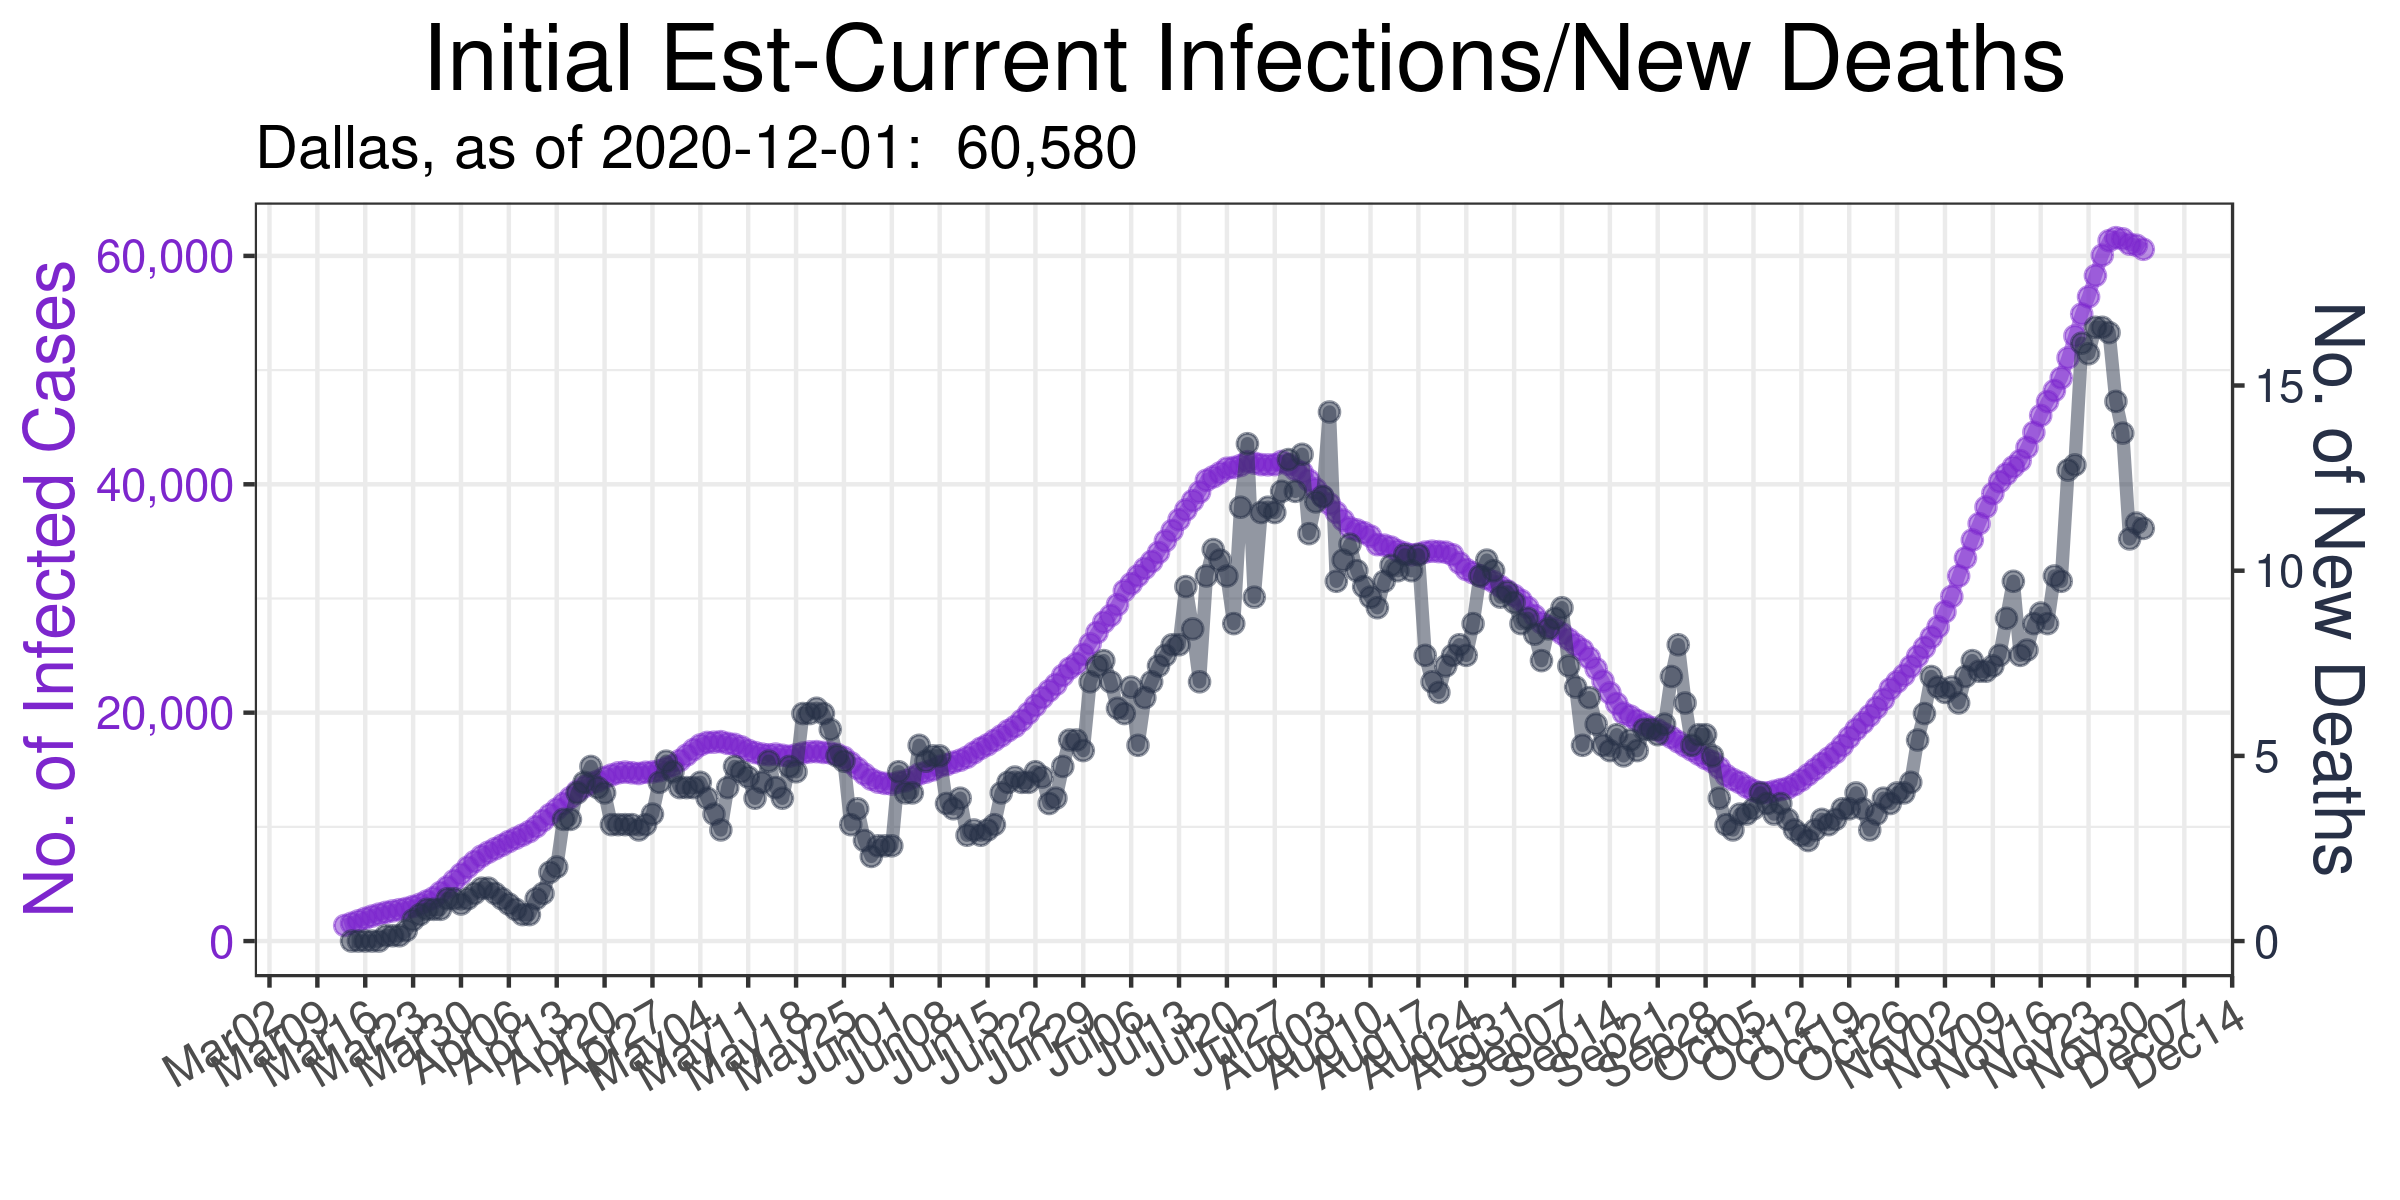 Initial Est-Current Infections/New Deaths
Dallas, as of 2020-12-01:  60,580
No. of Infected Cases
60,000
40,000
20,000
0
15
10
5
0
No. of New Deaths
Mar02
Mar09
Mar16
Mar23
Mar30
Apr06
Apr13
Apr20
Apr27
May04
May11
May18
May25
Jun01
Jun08
Jun15
Jun22
Jun29
Jul06
Jul13
Jul20
Jul27
Aug03
Aug10
Aug17
Aug24
Aug31
Sep07
Sep14
Sep21
Sep28
Oct05
Oct12
Oct19
Oct26
Nov02
Nov09
Nov16
Nov23
Nov30
Dec07
Dec14